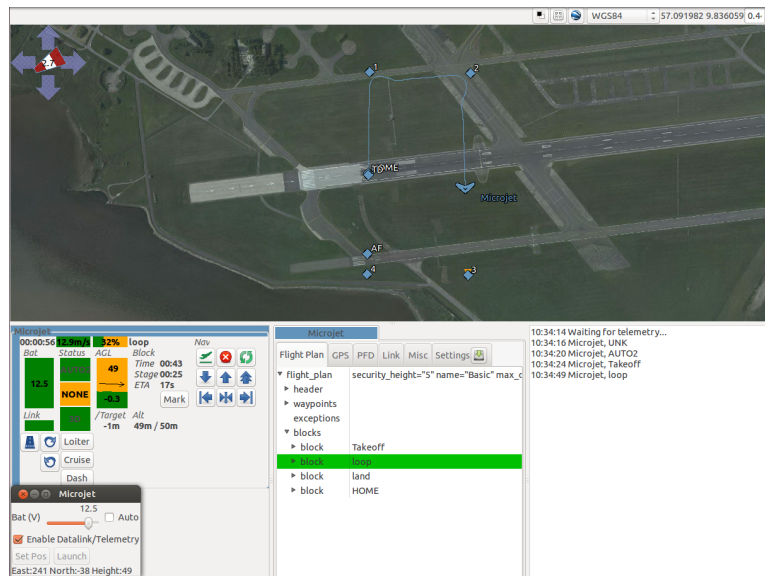 WGS84 57.091982 9.836059 0.4
2.7
1
2
HOME
Microjet
AF
4
3
Microjet
00:00:56 12.9m/s 32% loop Nav
Bat Status AGL Block
Time 00:43
49 Stage 00:25
12.5 ETA 17s
NONE -0.3 Mark
Link /Target Alt
-1m 49m / 50m
Loiter
Cruise
Dash
Microjet
12.5
Bat (V) Auto
Enable Datalink/Telemetry
Set Pos Launch
East:241 North:-38 Height:49
Microjet
Flight Plan GPS PFD Link Misc Settings
flight_plan security_height="5" name="Basic" max_d
header
waypoints
exceptions
blocks
block Takeoff
block loop
block land
block HOME
10:34:14 Waiting for telemetry...
10:34:16 Microjet, UNK
10:34:20 Microjet, AUTO2
10:34:24 Microjet, Takeoff
10:34:49 Microjet, loop